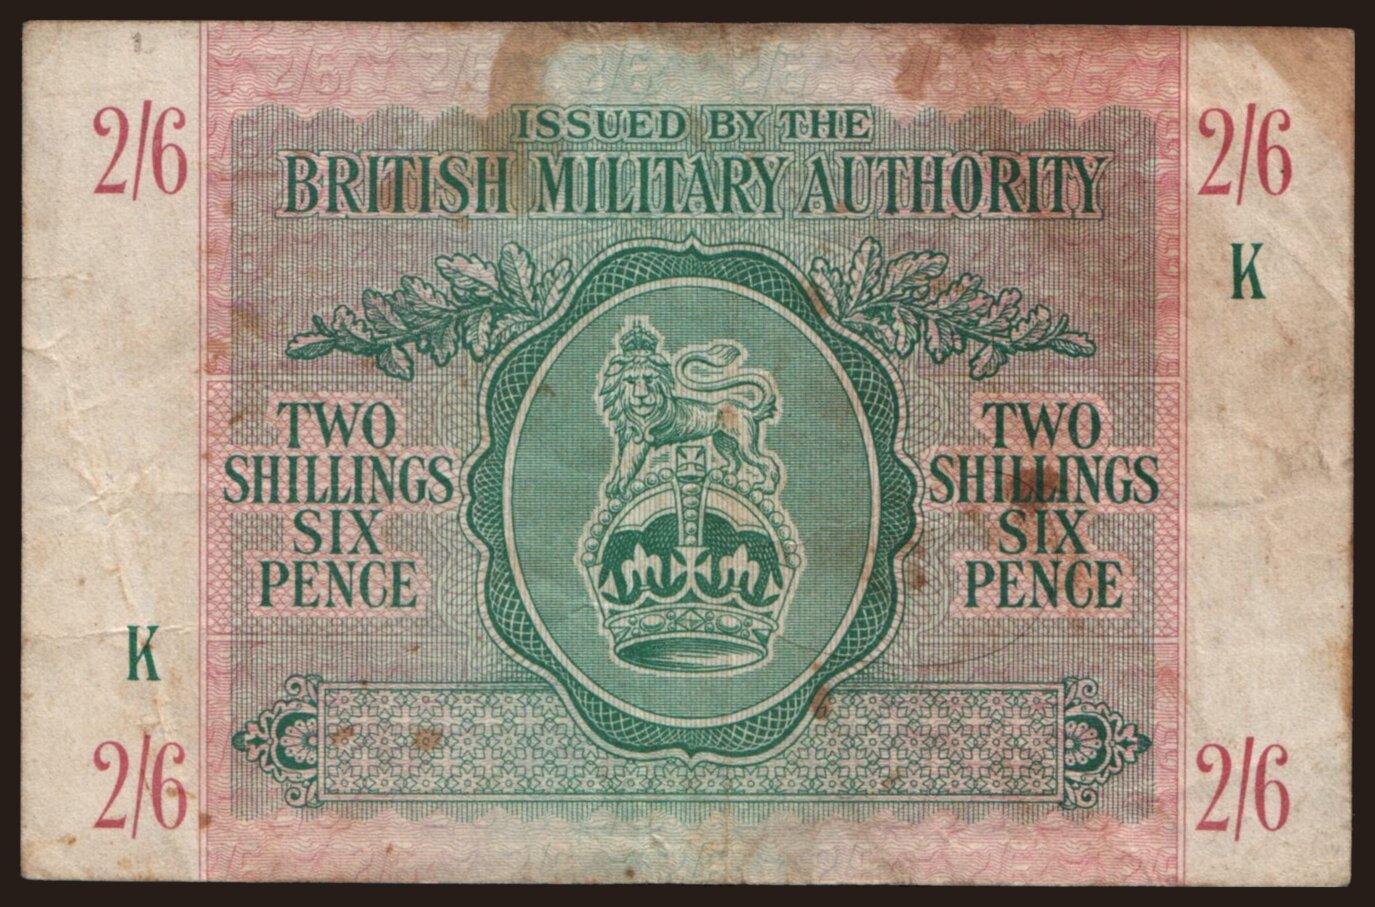 2/6
2/6
ISSUED BY THE
BRITISH MILITARY AUTHORITY
K
TWO
SHILLINGS
SIX
PENCE
TWO
SHILLINGS
SIX
PENCE
K
2/6
2/6